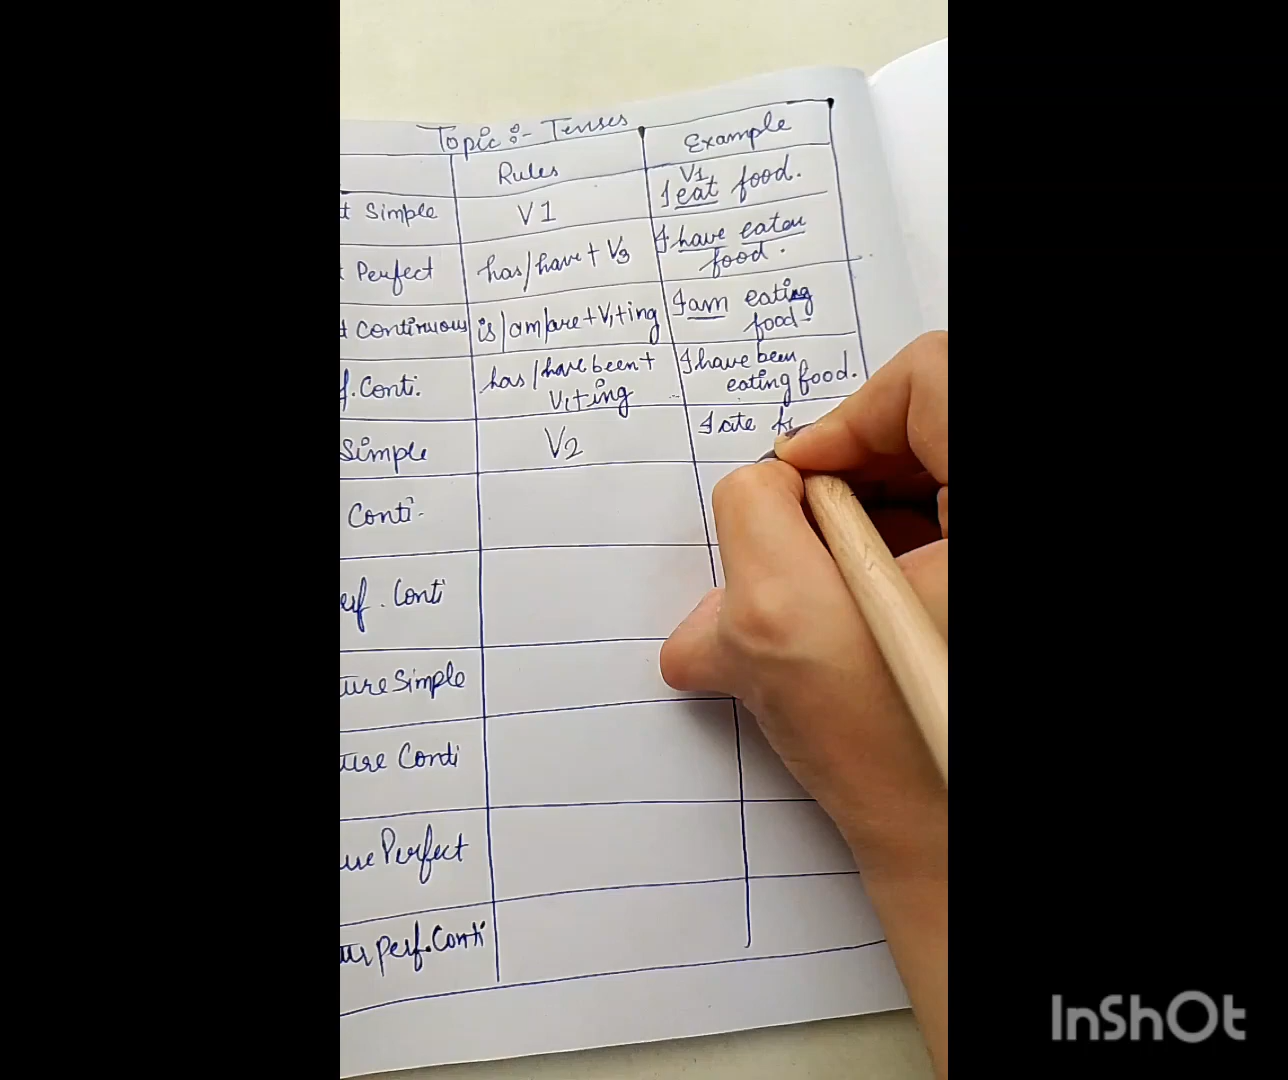 Topic :- Tenses
Rules Example
t Simple V1 V1 I eat food.
t Perfect has/have + V3 I have eaten food.
t Continuous is/am/are + V1 + ing I am eating food.
f. Conti. has/have been + V1 + ing I have been eating food.
Simple V2 I ate
Conti.
erf. Conti
ture Simple
ture Conti
ure Perfect
Perf. Conti
InShOt